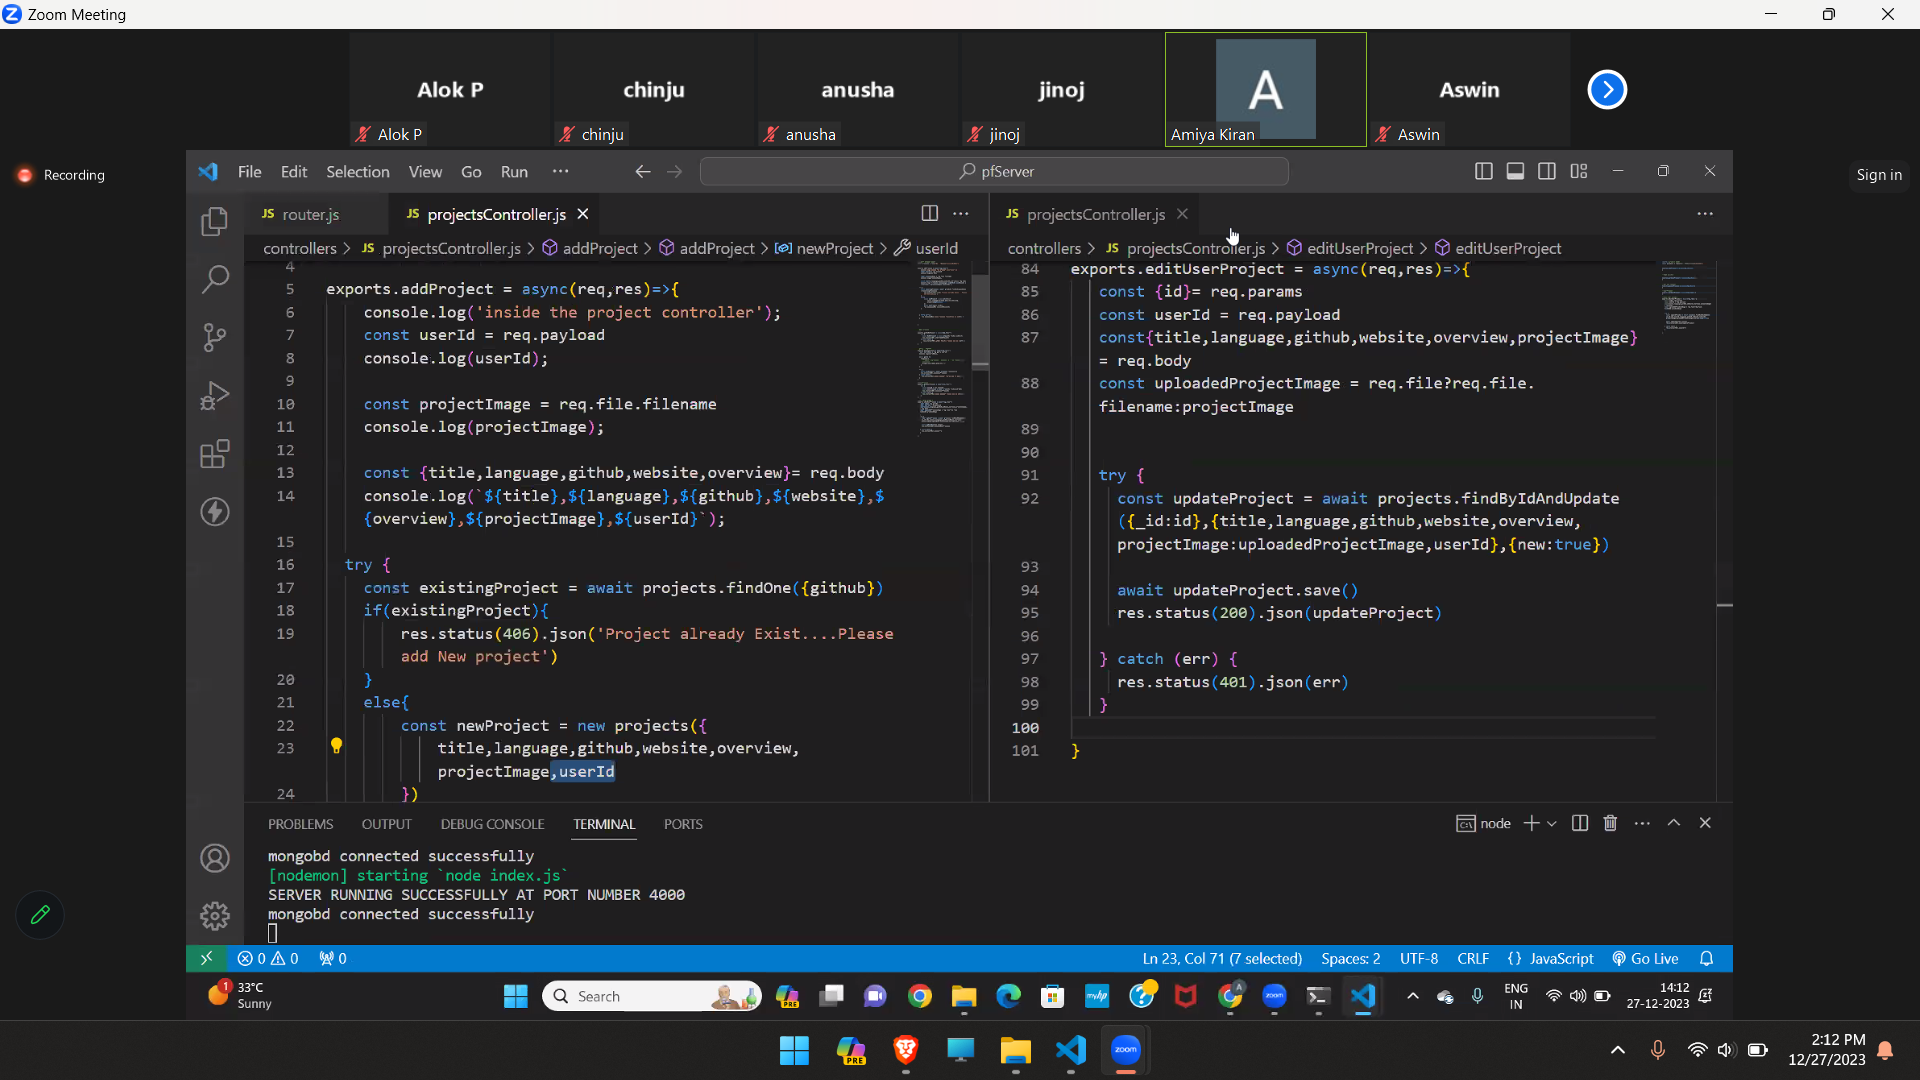 Zoom Meeting
Alok P
chinju
anusha
jinoj
A
Aswin
Alok P
chinju
anusha
jinoj
Amiya Kiran
Aswin
Recording
Sign in
File Edit Selection View Go Run ···
pfServer
JS router.js
JS projectsController.js
controllers > JS projectsController.js > addProject > addProject > newProject > userId
4
5 exports.addProject = async(req,res)=>{
6 console.log('inside the project controller');
7 const userId = req.payload
8 console.log(userId);
9
10 const projectImage = req.file.filename
11 console.log(projectImage);
12
13 const {title,language,github,website,overview}= req.body
14 console.log(`${title},${language},${github},${website},$
{overview},${projectImage},${userId}`);
15
16 try {
17 const existingProject = await projects.findOne({github})
18 if(existingProject){
19 res.status(406).json('Project already Exist....Please
add New project')
20 }
21 else{
22 const newProject = new projects({
23 title,language,github,website,overview,
projectImage,userId
24 })
JS projectsController.js
controllers > JS projectsController.js > editUserProject > editUserProject
84 exports.editUserProject = async(req,res)=>{
85 const {id}= req.params
86 const userId = req.payload
87 const{title,language,github,website,overview,projectImage}
= req.body
88 const uploadedProjectImage = req.file?req.file.
filename:projectImage
89
90
91 try {
92 const updateProject = await projects.findByIdAndUpdate
({_id:id},{title,language,github,website,overview,
projectImage:uploadedProjectImage,userId},{new:true})
93
94 await updateProject.save()
95 res.status(200).json(updateProject)
96
97 } catch (err) {
98 res.status(401).json(err)
99 }
100
101 }
PROBLEMS OUTPUT DEBUG CONSOLE TERMINAL PORTS
node
mongobd connected successfully
[nodemon] starting `node index.js`
SERVER RUNNING SUCCESSFULLY AT PORT NUMBER 4000
mongobd connected successfully
0 0 0
Ln 23, Col 71 (7 selected) Spaces: 2 UTF-8 CRLF {} JavaScript Go Live
1
33°C
Sunny
Search
PRE
myhp
A
zoom
ENG
IN
14:12
27-12-2023
PRE
zoom
2:12 PM
12/27/2023